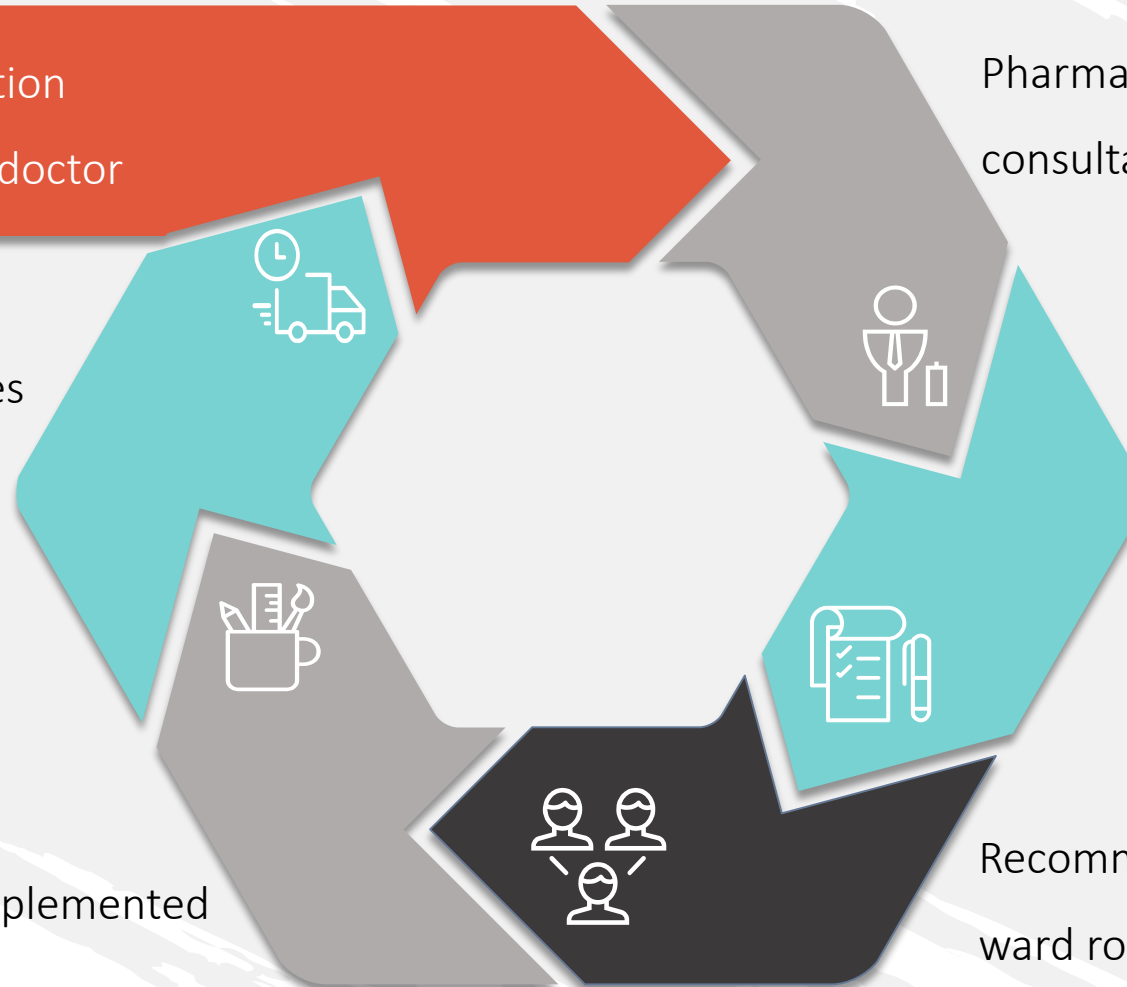 tion
doctor
Pharma
consulta
es
plemented
Recomm
ward ro